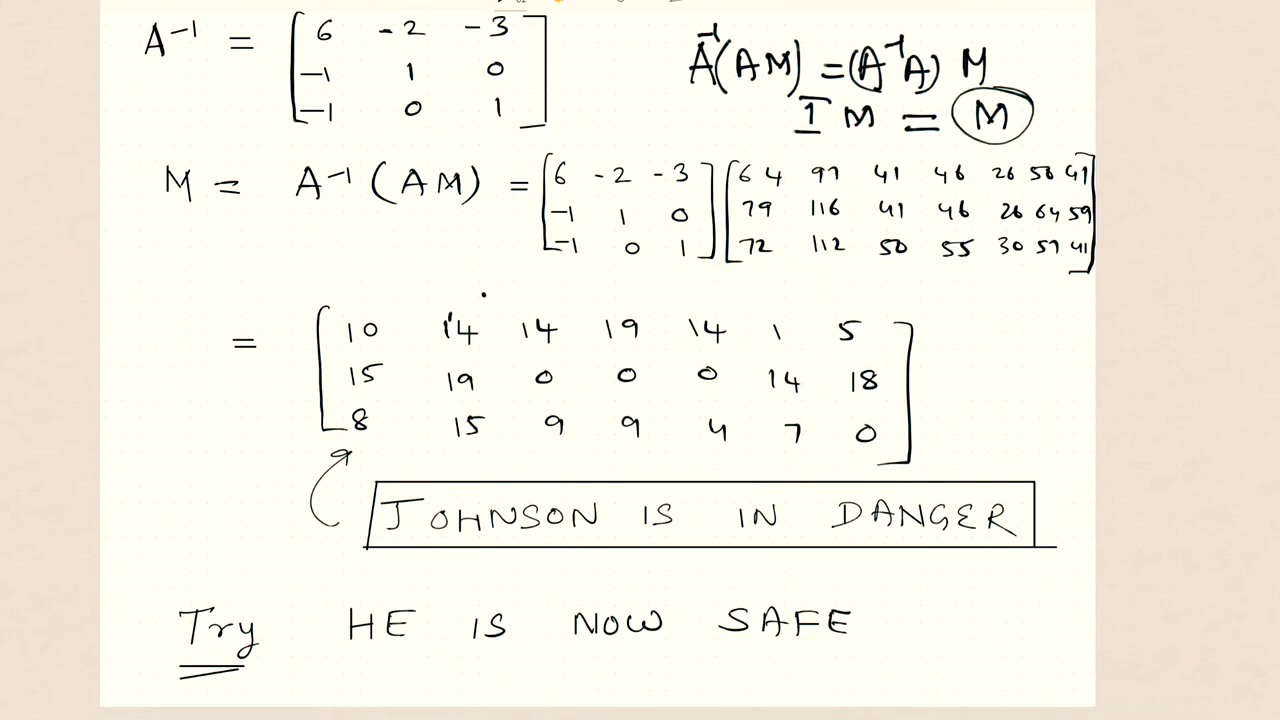 A⁻¹ = [ 6 -2 -3
-1 1 0
-1 0 1 ]
A⁻¹(AM) = (A⁻¹A) M
I M = M
M = A⁻¹ (AM) = [ 6 -2 -3 ] [ 64 97 41 46 26 50 41 ]
[ -1 1 0 ] [ 79 116 41 46 26 64 59 ]
[ -1 0 1 ] [ 72 112 50 55 30 57 41 ]
= [ 10 14 14 19 14 1 5
15 19 0 0 0 14 18
8 15 9 9 4 7 0 ]
JOHNSON IS IN DANGER
Try HE IS NOW SAFE